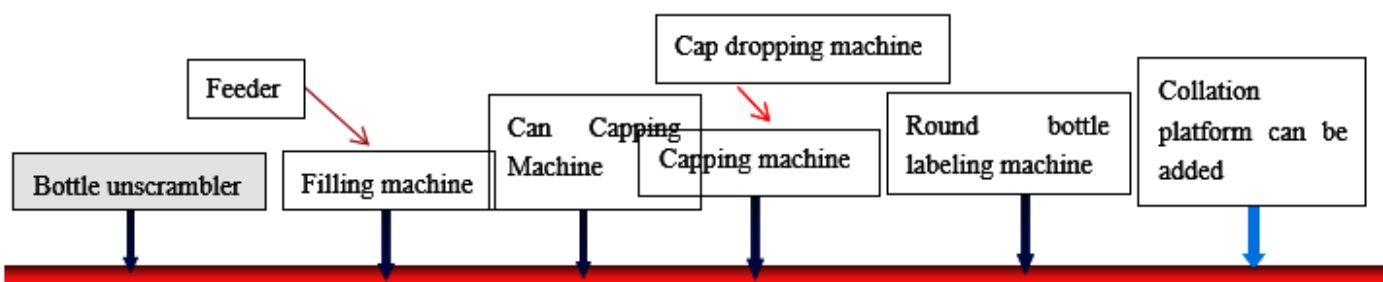 Bottle unscrambler
Feeder
Filling machine
Can Capping
Machine
Cap dropping machine
Capping machine
Round bottle
labeling machine
Collation
platform can be
added